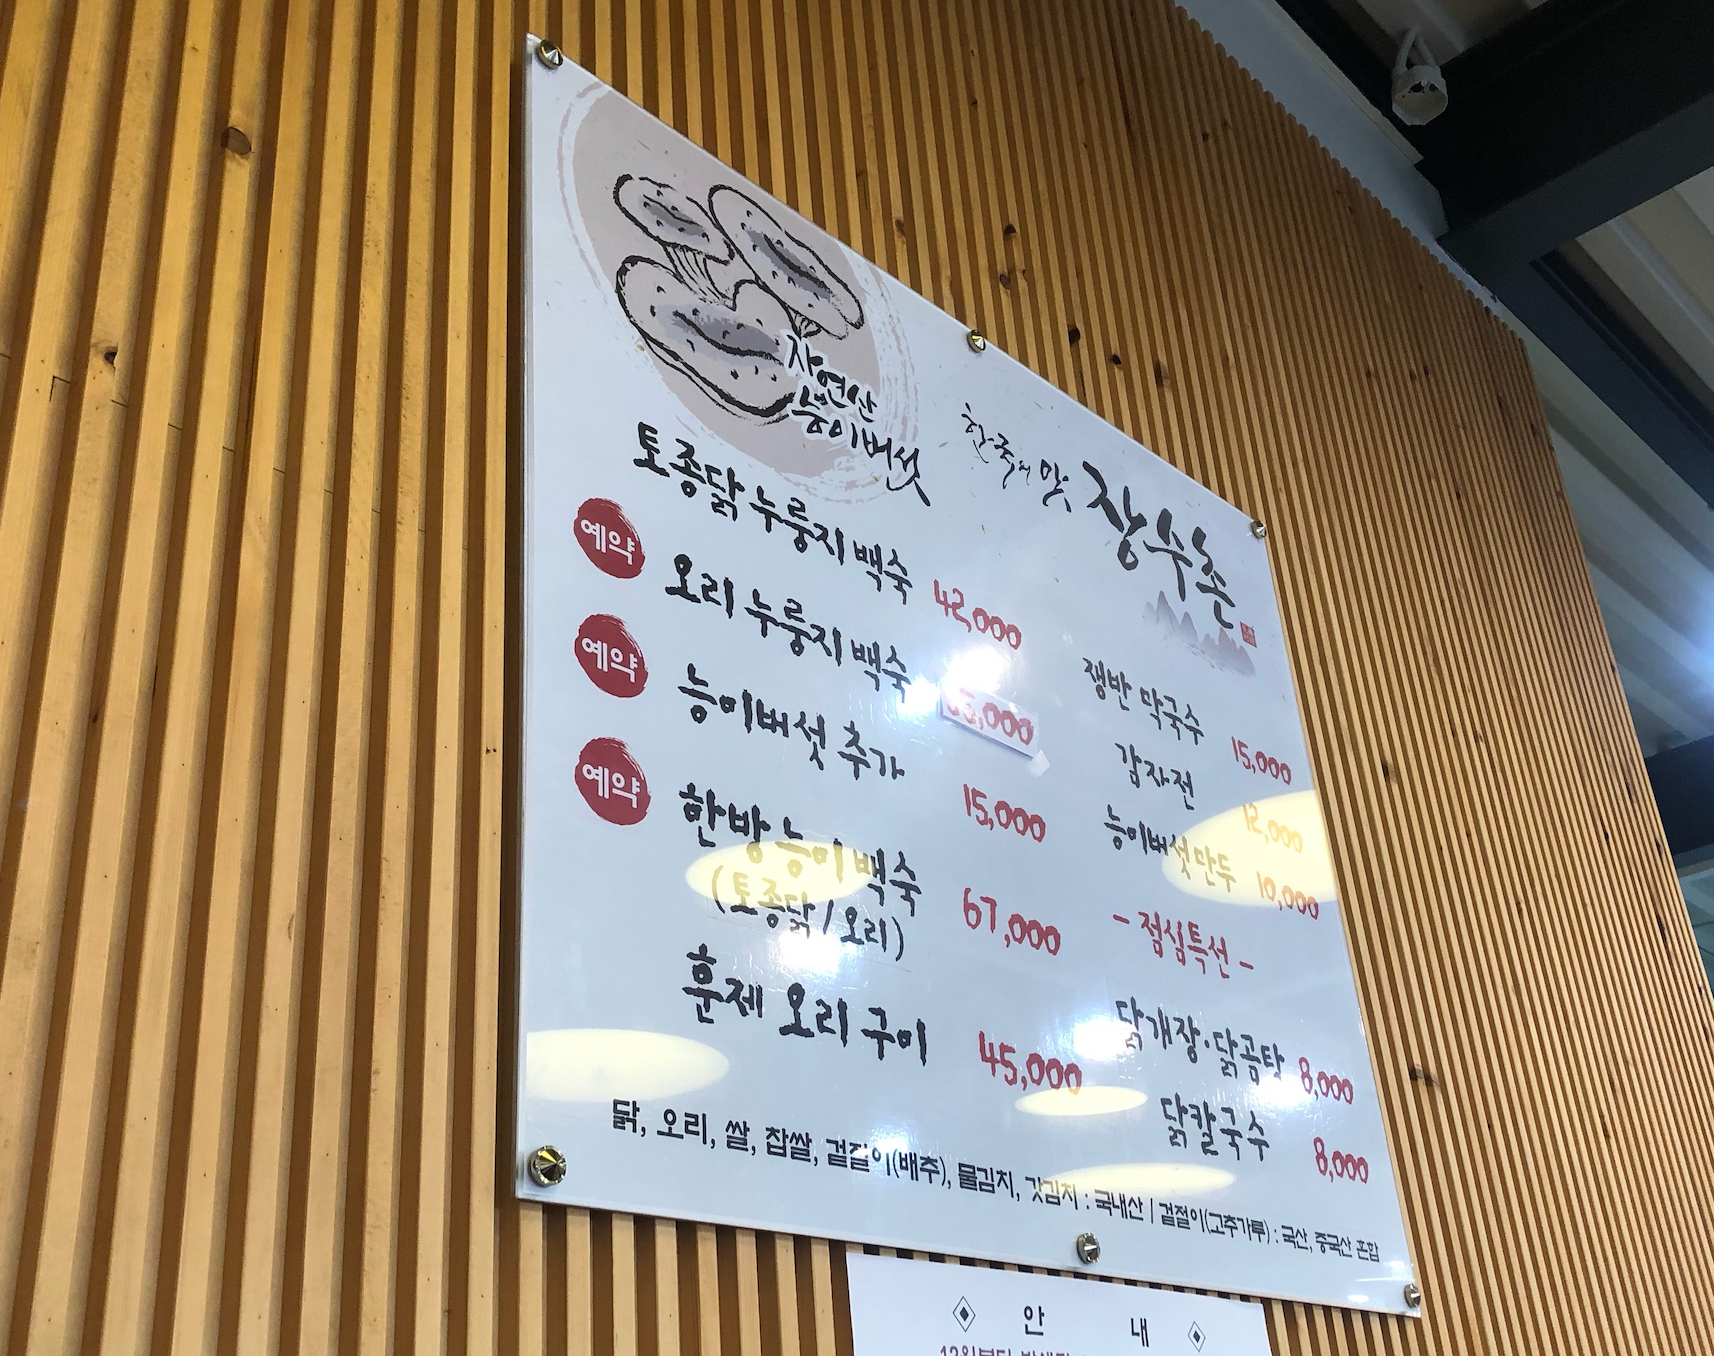 자연산
능이버섯
한국의 맛 장수촌
토종닭 누룽지 백숙 42,000
예약
오리 누룽지 백숙
예약
능이버섯 추가 15,000
예약
한방 능이 백숙 67,000
(토종닭 / 오리)
훈제 오리 구이 45,000
쟁반 막국수 15,000
감자전 12,000
능이버섯만두 10,000
- 점심특선 -
닭개장·닭곰탕 8,000
닭칼국수 8,000
닭, 오리, 쌀, 찹쌀, 겉절이(배추), 물김치, 갓김치 : 국내산 | 겉절이(고추가루) : 국산, 중국산 혼합
안 내